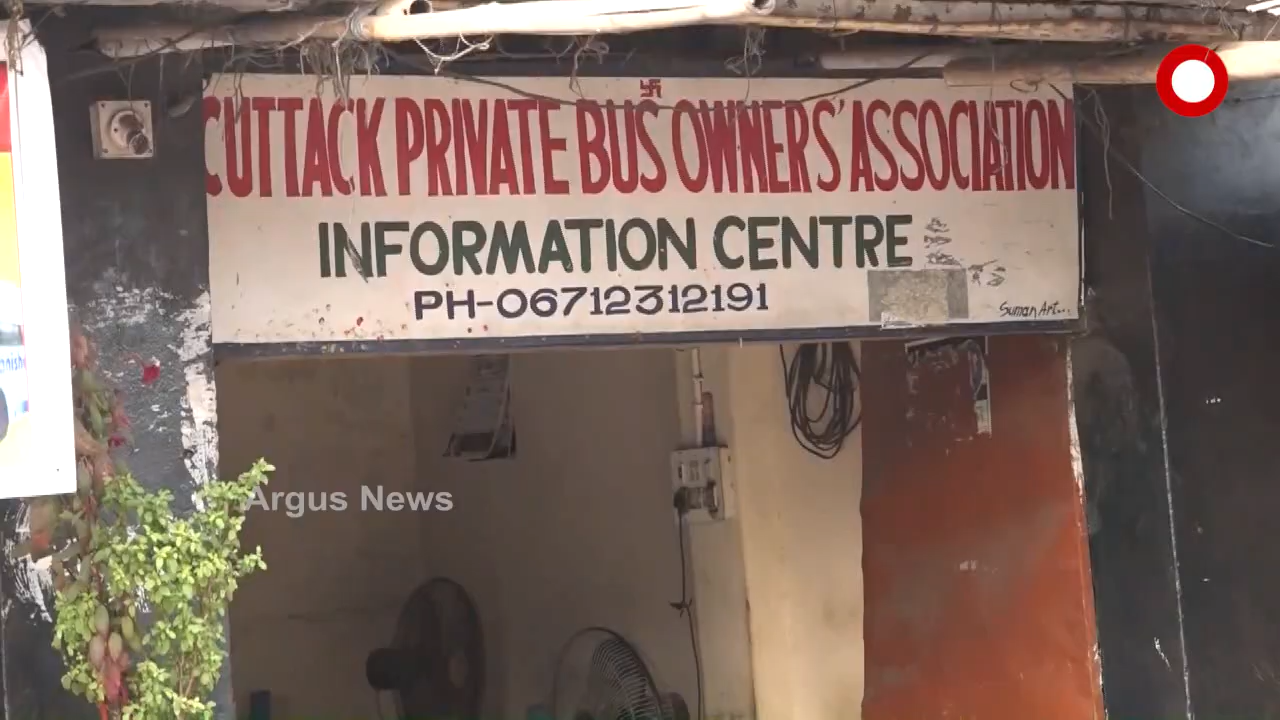 CUTTACK PRIVATE BUS OWNERS' ASSOCIATION
INFORMATION CENTRE
PH-06712312191
Suman Art...
Argus News